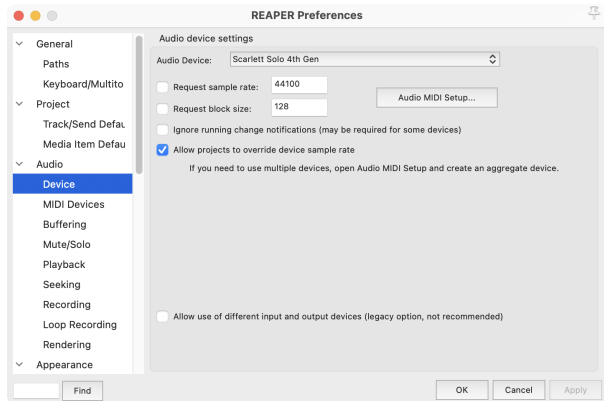 REAPER Preferences
General
Paths
Keyboard/Multito
Project
Track/Send Defau
Media Item Defau
Audio
Device
MIDI Devices
Buffering
Mute/Solo
Playback
Seeking
Recording
Loop Recording
Rendering
Appearance
Find
Audio device settings
Audio Device: Scarlett Solo 4th Gen
Request sample rate: 44100
Request block size: 128
Audio MIDI Setup...
Ignore running change notifications (may be required for some devices)
Allow projects to override device sample rate
If you need to use multiple devices, open Audio MIDI Setup and create an aggregate device.
Allow use of different input and output devices (legacy option, not recommended)
OK Cancel Apply